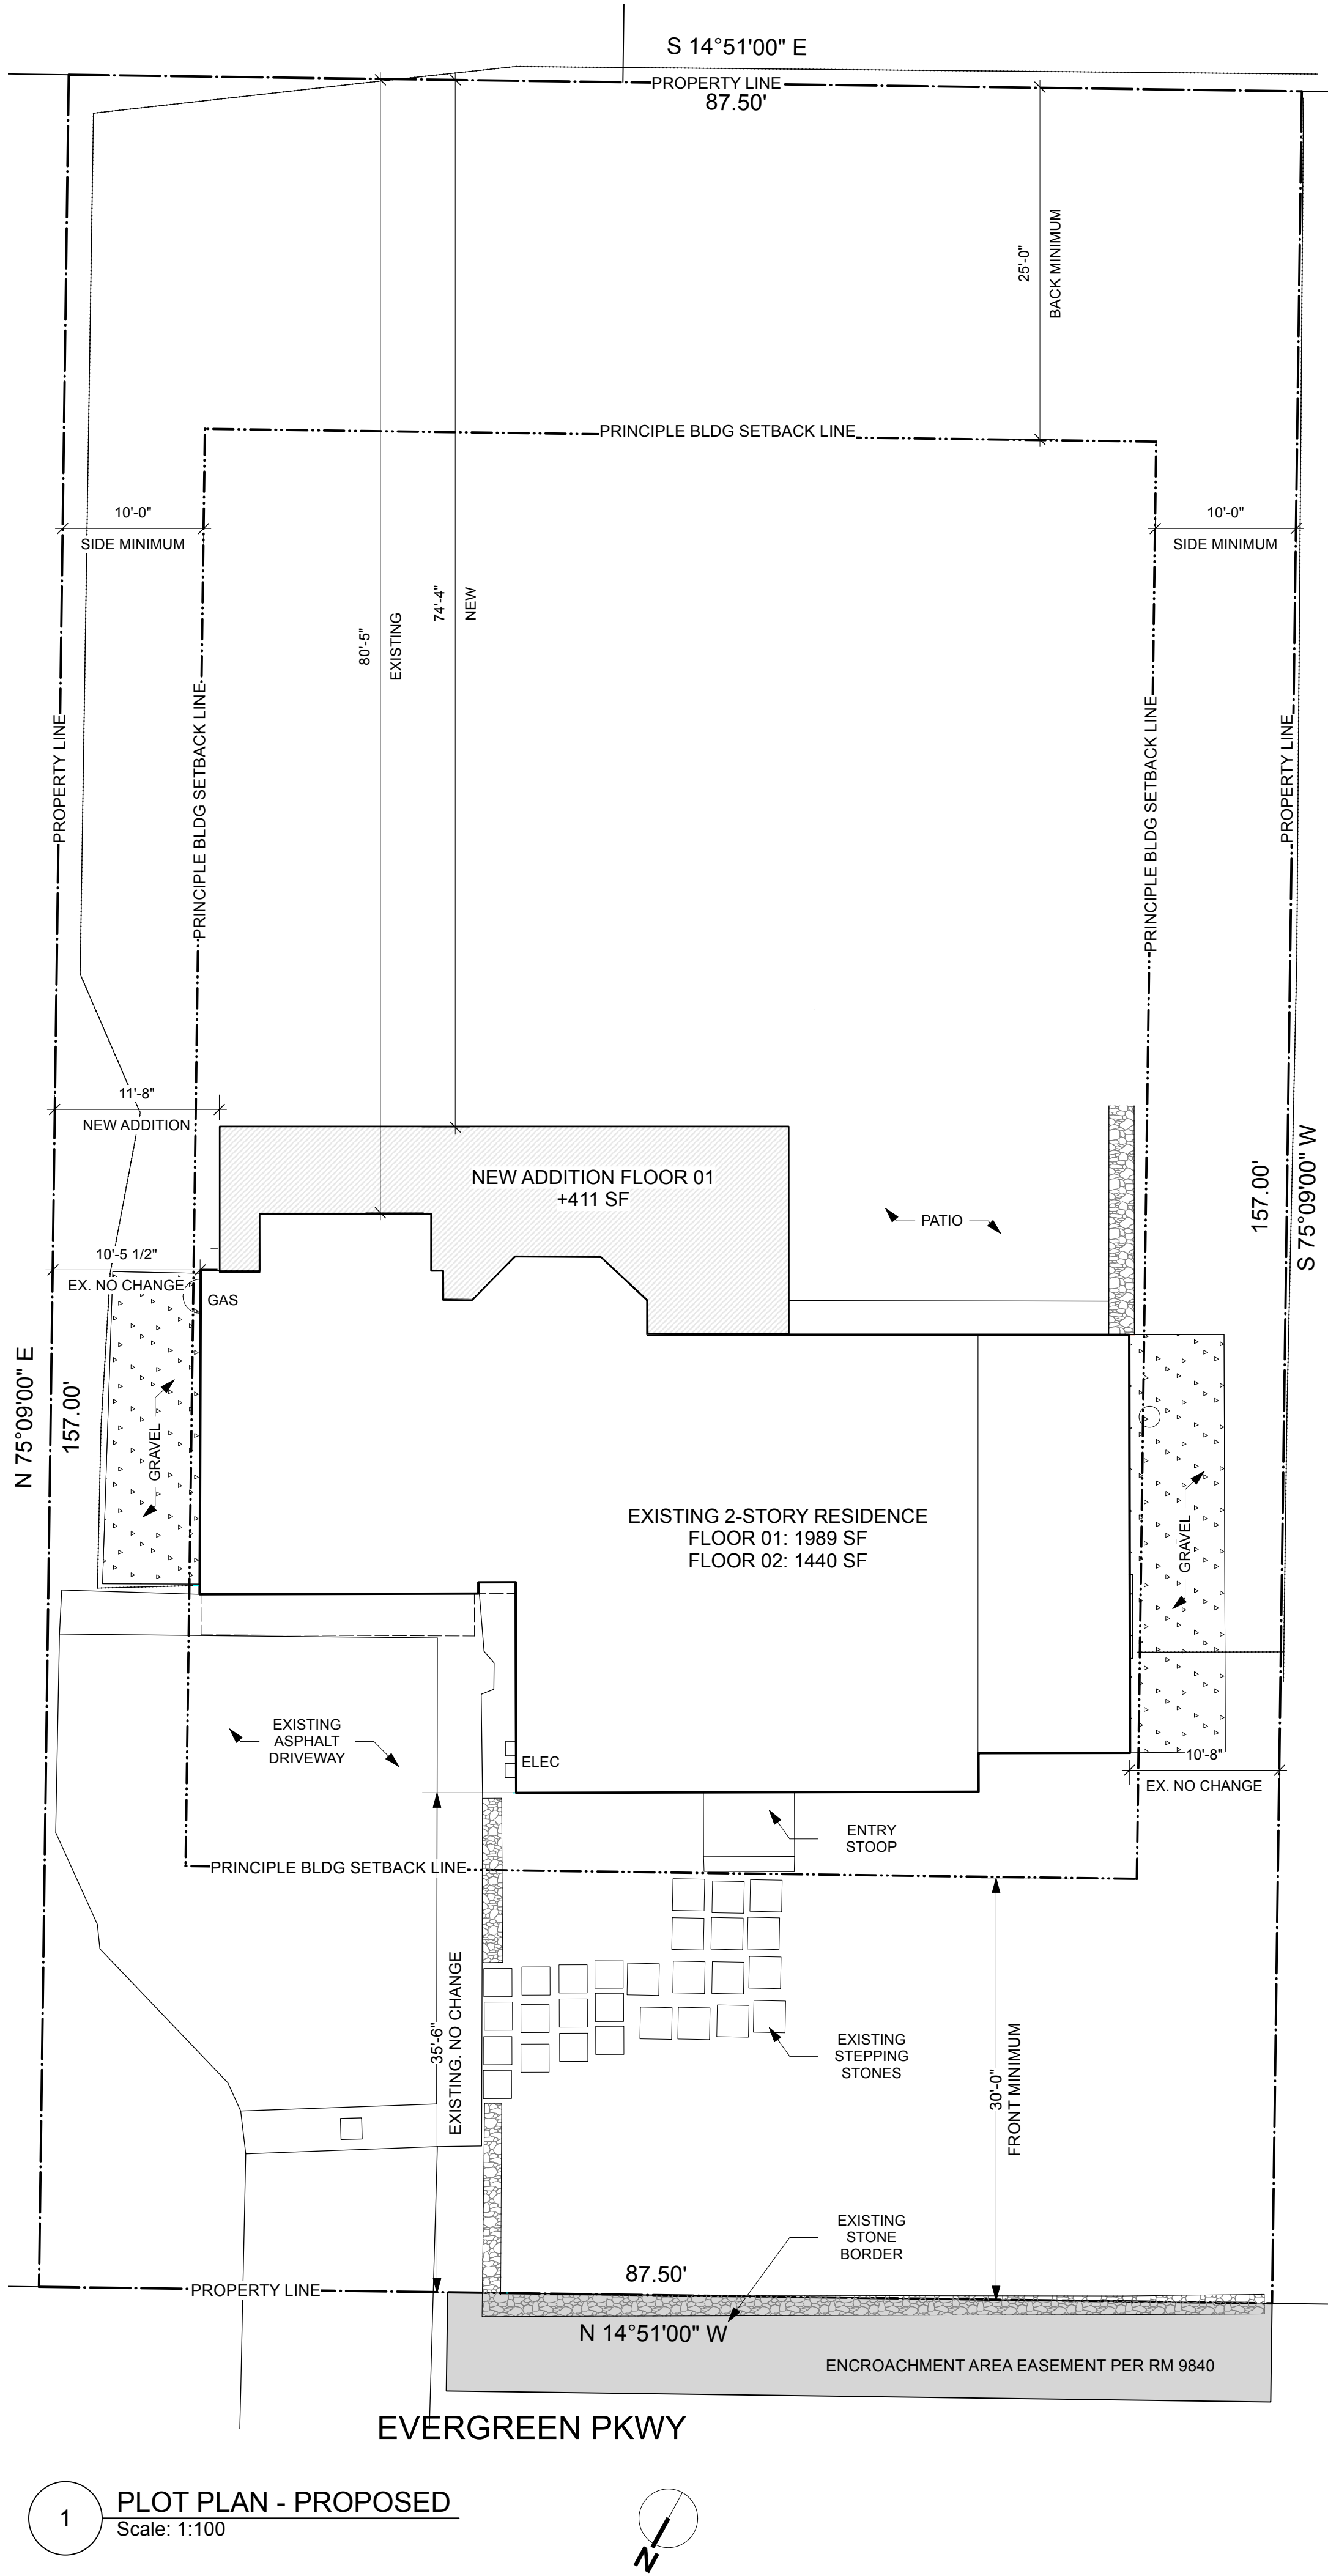 S 14°51'00" E
PROPERTY LINE
87.50'
25'-0"
BACK MINIMUM
PRINCIPLE BLDG SETBACK LINE
10'-0"
SIDE MINIMUM
10'-0"
SIDE MINIMUM
80'-5"
EXISTING
74'-4"
NEW
PROPERTY LINE
PRINCIPLE BLDG SETBACK LINE
PRINCIPLE BLDG SETBACK LINE
PROPERTY LINE
11'-8"
NEW ADDITION
NEW ADDITION FLOOR 01
+411 SF
PATIO
157.00'
S 75°09'00" W
10'-5 1/2"
EX. NO CHANGE
GAS
N 75°09'00" E
157.00'
GRAVEL
EXISTING 2-STORY RESIDENCE
FLOOR 01: 1989 SF
FLOOR 02: 1440 SF
GRAVEL
EXISTING
ASPHALT
DRIVEWAY
ELEC
10'-8"
EX. NO CHANGE
ENTRY
STOOP
PRINCIPLE BLDG SETBACK LINE
35'-6"
EXISTING. NO CHANGE
EXISTING
STEPPING
STONES
30'-0"
FRONT MINIMUM
EXISTING
STONE
BORDER
87.50'
PROPERTY LINE
N 14°51'00" W
ENCROACHMENT AREA EASEMENT PER RM 9840
EVERGREEN PKWY
1
PLOT PLAN - PROPOSED
Scale: 1:100
N